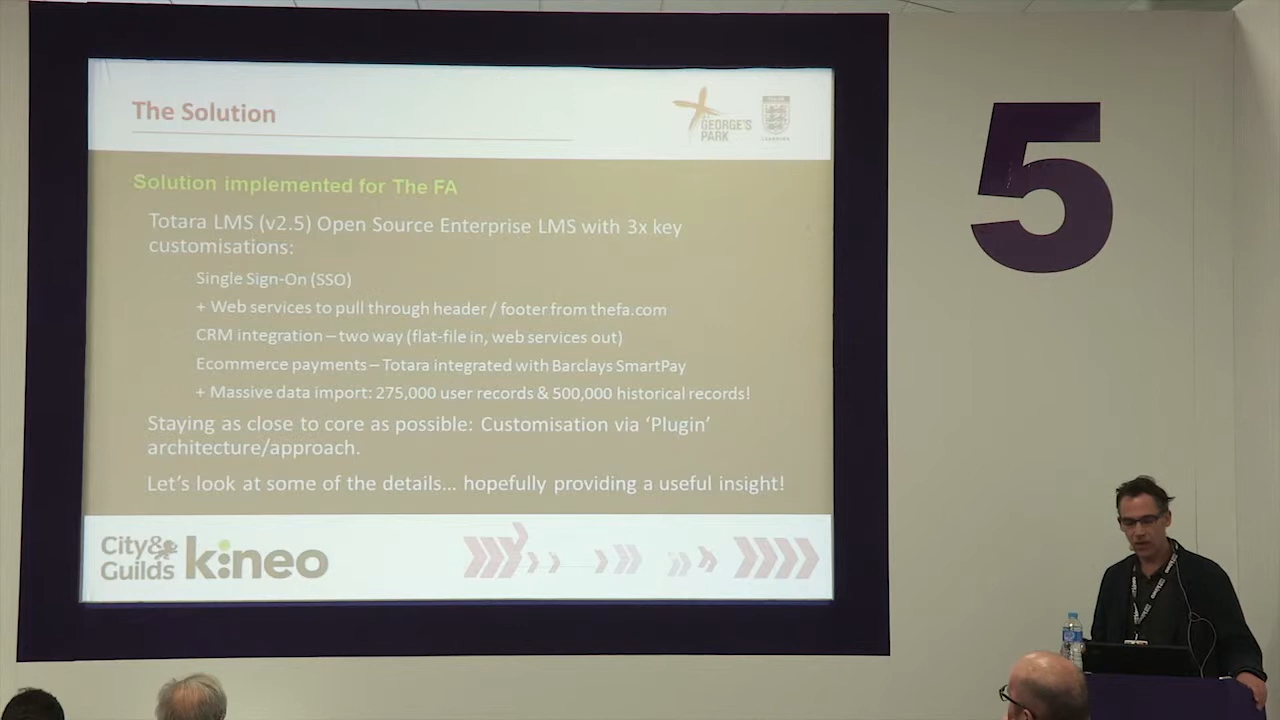 The Solution
GEORGE'S
PARK
Solution implemented for The FA
Totara LMS (v2.5) Open Source Enterprise LMS with 3x key
customisations:
Single Sign-On (SSO)
+ Web services to pull through header / footer from thefa.com
CRM integration – two way (flat-file in, web services out)
Ecommerce payments – Totara integrated with Barclays SmartPay
+ Massive data import: 275,000 user records & 500,000 historical records!
Staying as close to core as possible: Customisation via ‘Plugin’
architecture/approach.
Let’s look at some of the details... hopefully providing a useful insight!
City&
Guilds
kineo
5